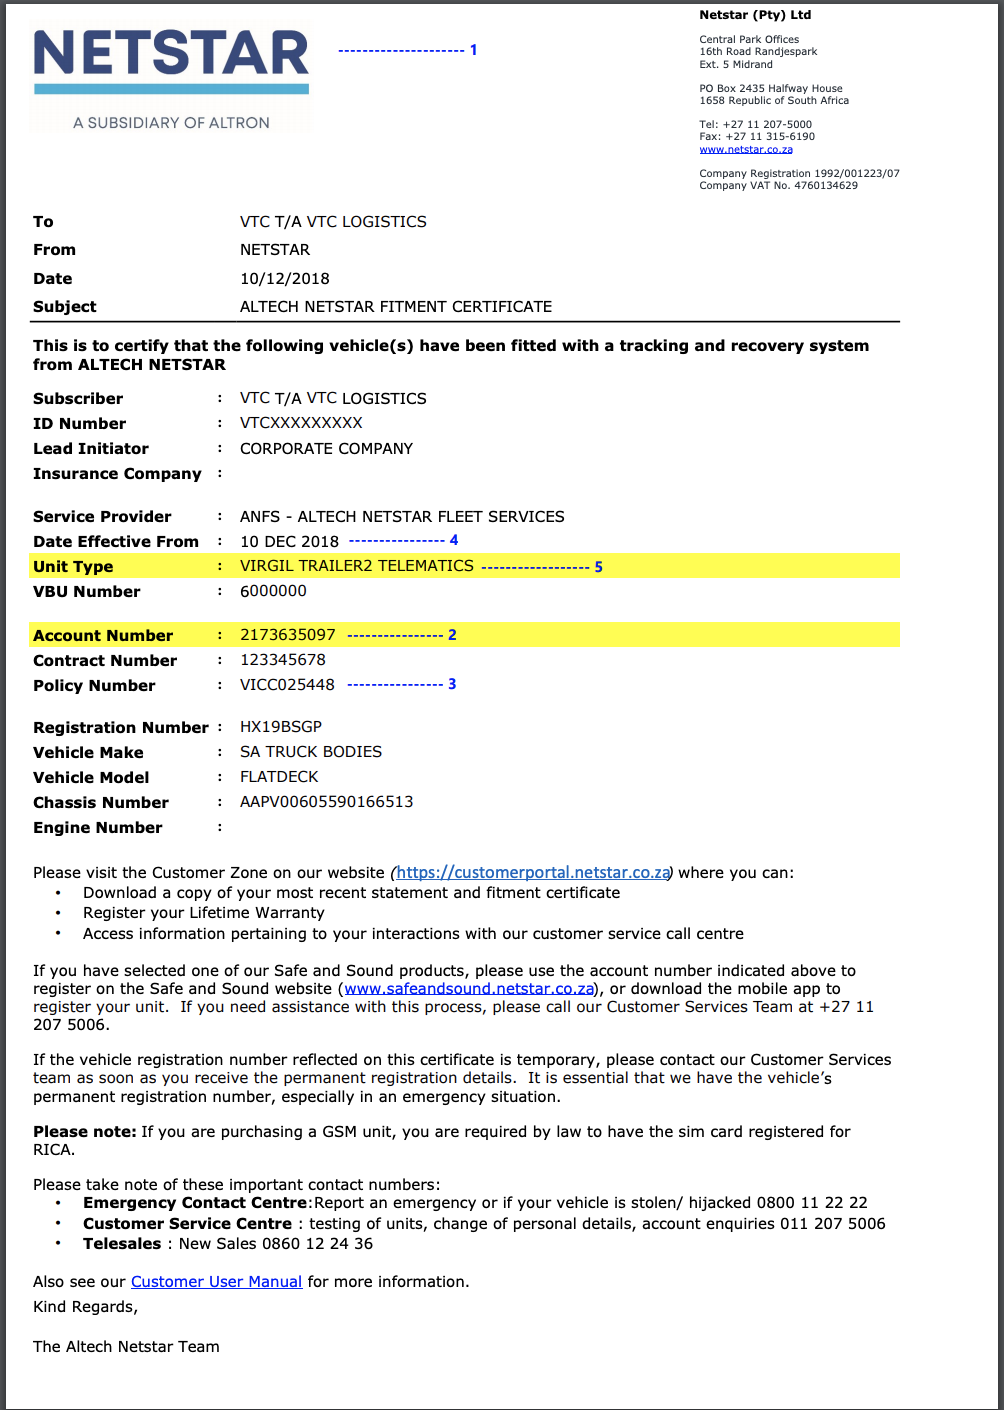 NETSTAR
A SUBSIDIARY OF ALTRON
--------------------- 1
Netstar (Pty) Ltd
Central Park Offices
16th Road Randjespark
Ext. 5 Midrand
PO Box 2435 Halfway House
1658 Republic of South Africa
Tel: +27 11 207-5000
Fax: +27 11 315-6190
www.netstar.co.za
Company Registration 1992/001223/07
Company VAT No. 4760134629
To VTC T/A VTC LOGISTICS
From NETSTAR
Date 10/12/2018
Subject ALTECH NETSTAR FITMENT CERTIFICATE
This is to certify that the following vehicle(s) have been fitted with a tracking and recovery system
from ALTECH NETSTAR
Subscriber : VTC T/A VTC LOGISTICS
ID Number : VTCXXXXXXXXX
Lead Initiator : CORPORATE COMPANY
Insurance Company :
Service Provider : ANFS - ALTECH NETSTAR FLEET SERVICES
Date Effective From : 10 DEC 2018 ---------------- 4
Unit Type : VIRGIL TRAILER2 TELEMATICS ------------------ 5
VBU Number : 6000000
Account Number : 2173635097 ---------------- 2
Contract Number : 123345678
Policy Number : VICC025448 ---------------- 3
Registration Number : HX19BSGP
Vehicle Make : SA TRUCK BODIES
Vehicle Model : FLATDECK
Chassis Number : AAPV00605590166513
Engine Number :
Please visit the Customer Zone on our website (https://customerportal.netstar.co.za) where you can:
• Download a copy of your most recent statement and fitment certificate
• Register your Lifetime Warranty
• Access information pertaining to your interactions with our customer service call centre
If you have selected one of our Safe and Sound products, please use the account number indicated above to
register on the Safe and Sound website (www.safeandsound.netstar.co.za), or download the mobile app to
register your unit. If you need assistance with this process, please call our Customer Services Team at +27 11
207 5006.
If the vehicle registration number reflected on this certificate is temporary, please contact our Customer Services
team as soon as you receive the permanent registration details. It is essential that we have the vehicle’s
permanent registration number, especially in an emergency situation.
Please note: If you are purchasing a GSM unit, you are required by law to have the sim card registered for
RICA.
Please take note of these important contact numbers:
• Emergency Contact Centre:Report an emergency or if your vehicle is stolen/ hijacked 0800 11 22 22
• Customer Service Centre : testing of units, change of personal details, account enquiries 011 207 5006
• Telesales : New Sales 0860 12 24 36
Also see our Customer User Manual for more information.
Kind Regards,
The Altech Netstar Team